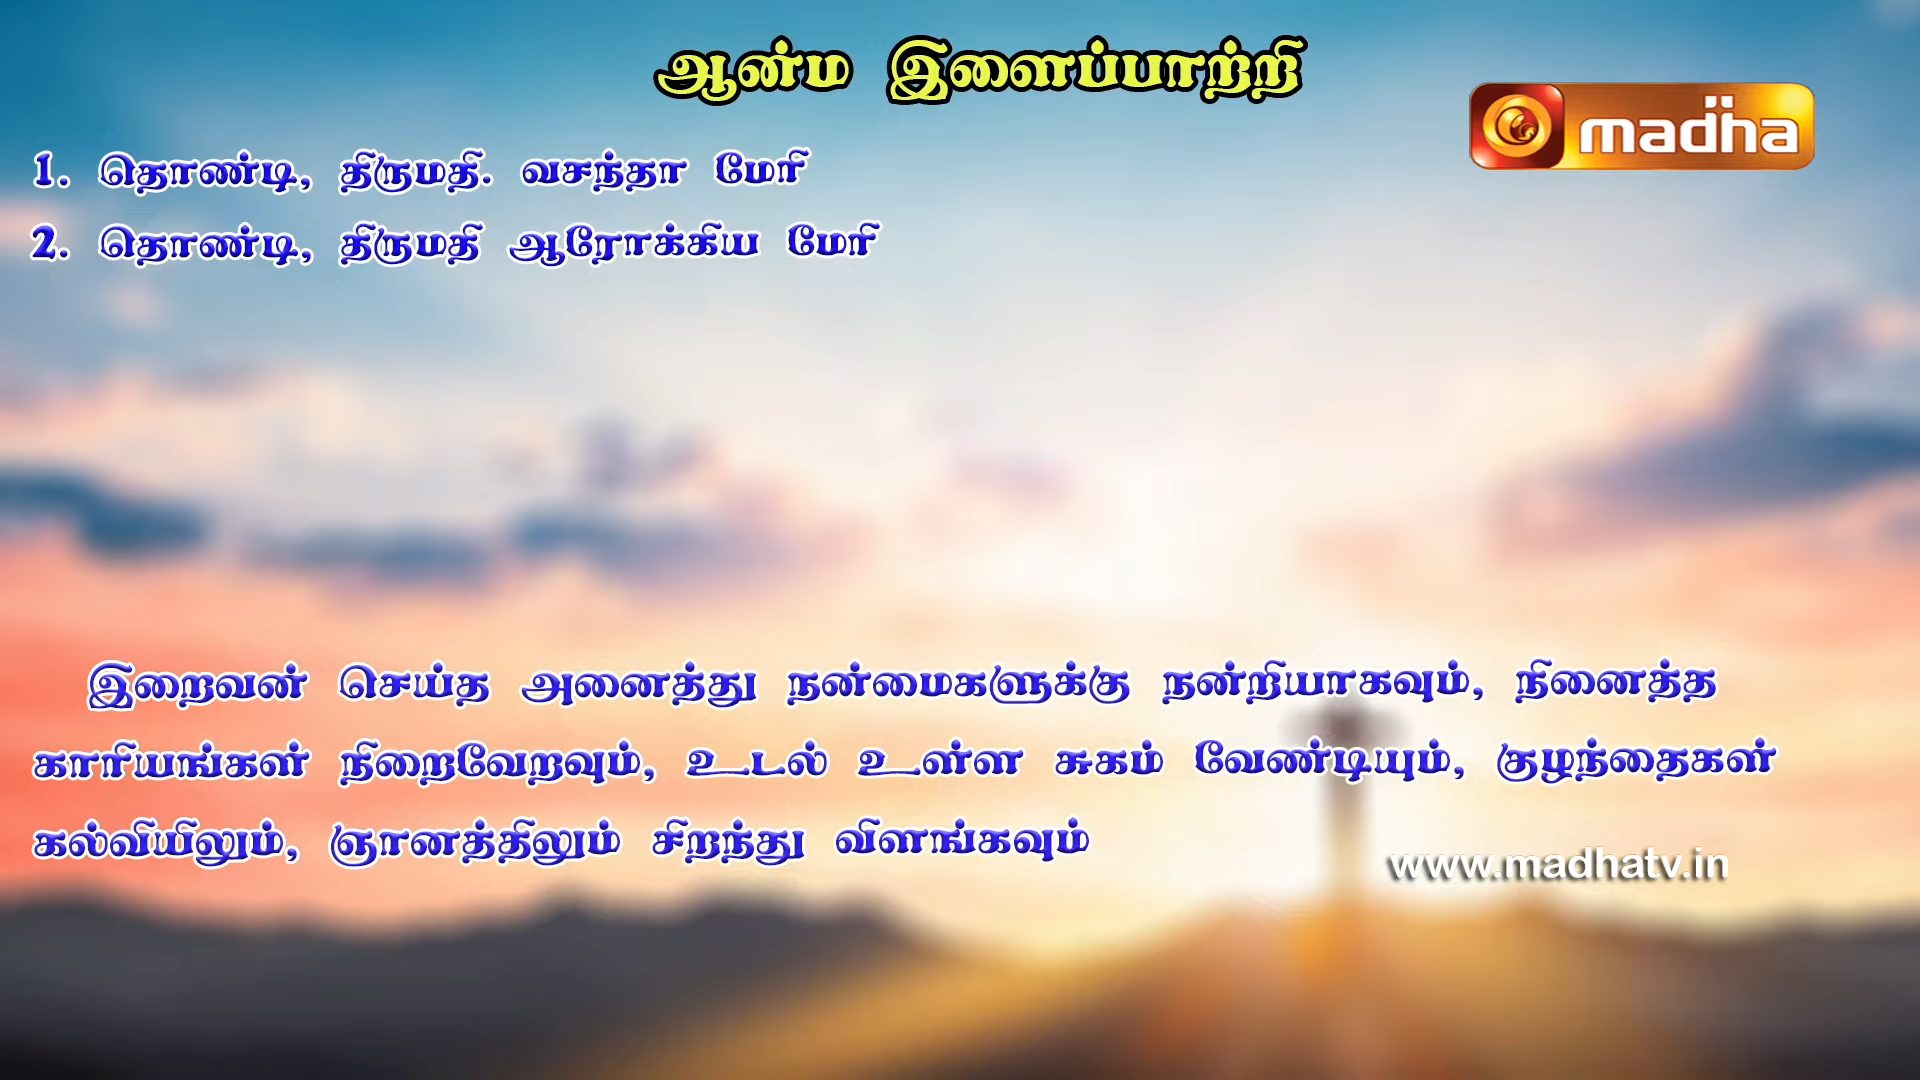 ஆன்ம இளைப்பாற்றி
madha
1. தொண்டி, திருமதி. வசந்தா மேரி
2. தொண்டி, திருமதி ஆரோக்கிய மேரி
இறைவன் செய்த அனைத்து நன்மைகளுக்கு நன்றியாகவும், நினைத்த
காரியங்கள் நிறைவேறவும், உடல் உள்ள சுகம் வேண்டியும், குழந்தைகள்
கல்வியிலும், ஞானத்திலும் சிறந்து விளங்கவும்
www.madhatv.in